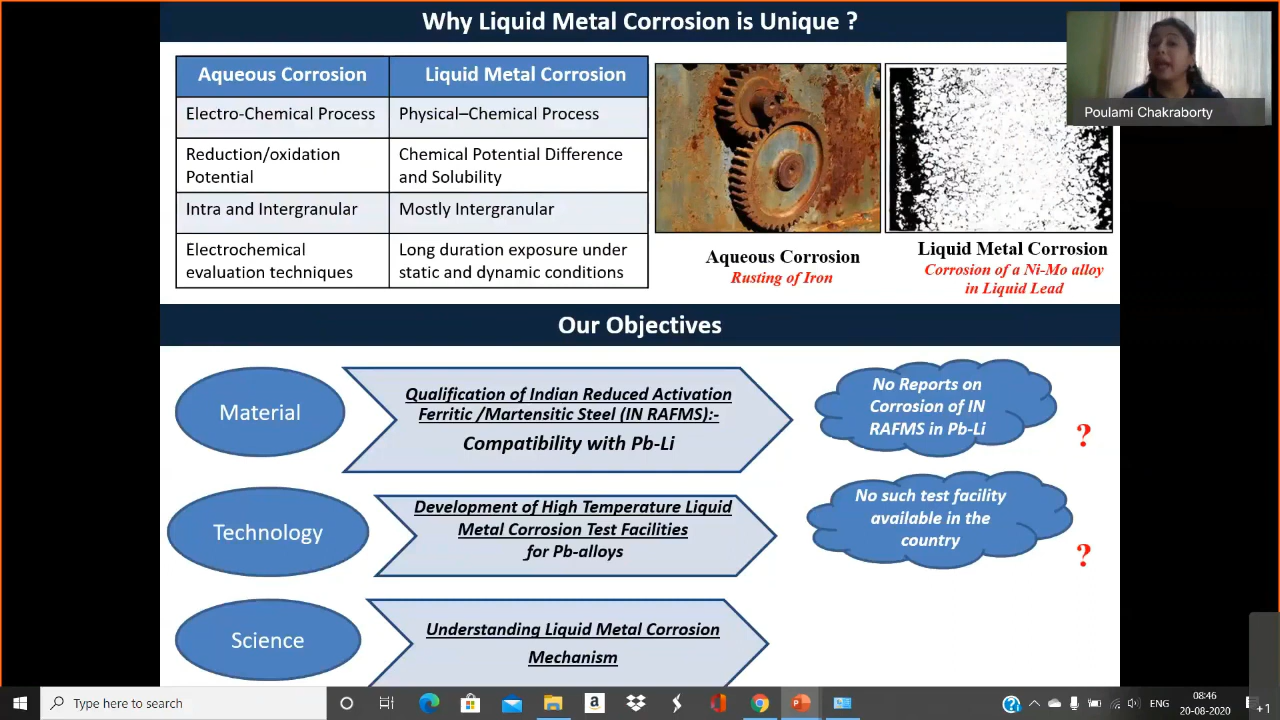 Why Liquid Metal Corrosion is Unique ?
Aqueous Corrosion
Liquid Metal Corrosion
Electro-Chemical Process
Physical–Chemical Process
Reduction/oxidation
Potential
Chemical Potential Difference
and Solubility
Intra and Intergranular
Mostly Intergranular
Electrochemical
evaluation techniques
Long duration exposure under
static and dynamic conditions
Aqueous Corrosion
Rusting of Iron
Liquid Metal Corrosion
Corrosion of a Ni-Mo alloy
in Liquid Lead
Poulami Chakraborty
Our Objectives
Material
Qualification of Indian Reduced Activation
Ferritic /Martensitic Steel (IN RAFMS):-
Compatibility with Pb-Li
No Reports on
Corrosion of IN
RAFMS in Pb-Li
?
Technology
Development of High Temperature Liquid
Metal Corrosion Test Facilities
for Pb-alloys
No such test facility
available in the
country
?
Science
Understanding Liquid Metal Corrosion
Mechanism
Type here to search
a
?
ENG
08:46
20-08-2020
+1